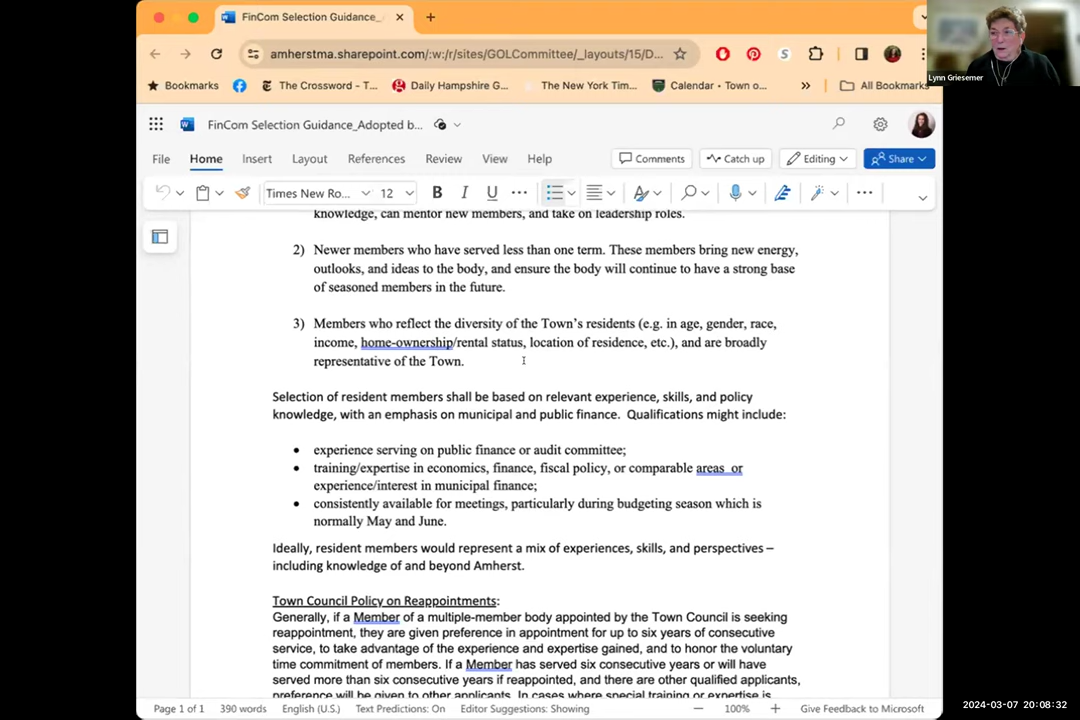 FinCom Selection Guidance_
amherstma.sharepoint.com/:w:/r/sites/GOLCommittee/_layouts/15/D...
Bookmarks
The Crossword - T...
Daily Hampshire G...
The New York Tim...
Calendar • Town o...
»
All Bookmarks
FinCom Selection Guidance_Adopted b...
File
Home
Insert
Layout
References
Review
View
Help
Comments
Catch up
Editing
Share
Times New Ro...
12
B
I
U
knowledge, can mentor new members, and take on leadership roles.
2) Newer members who have served less than one term. These members bring new energy,
outlooks, and ideas to the body, and ensure the body will continue to have a strong base
of seasoned members in the future.
3) Members who reflect the diversity of the Town's residents (e.g. in age, gender, race,
income, home-ownership/rental status, location of residence, etc.), and are broadly
representative of the Town.
Selection of resident members shall be based on relevant experience, skills, and policy
knowledge, with an emphasis on municipal and public finance.  Qualifications might include:
• experience serving on public finance or audit committee;
• training/expertise in economics, finance, fiscal policy, or comparable areas  or
experience/interest in municipal finance;
• consistently available for meetings, particularly during budgeting season which is
normally May and June.
Ideally, resident members would represent a mix of experiences, skills, and perspectives –
including knowledge of and beyond Amherst.
Town Council Policy on Reappointments:
Generally, if a Member of a multiple-member body appointed by the Town Council is seeking
reappointment, they are given preference in appointment for up to six years of consecutive
service, to take advantage of the experience and expertise gained, and to honor the voluntary
time commitment of members. If a Member has served six consecutive years or will have
served more than six consecutive years if reappointed, and there are other qualified applicants,
preference will be given to other applicants. In cases where special training or expertise is
Page 1 of 1
390 words
English (U.S.)
Text Predictions: On
Editor Suggestions: Showing
100%
Give Feedback to Microsoft
Lynn Griesemer
2024-03-07 20:08:32